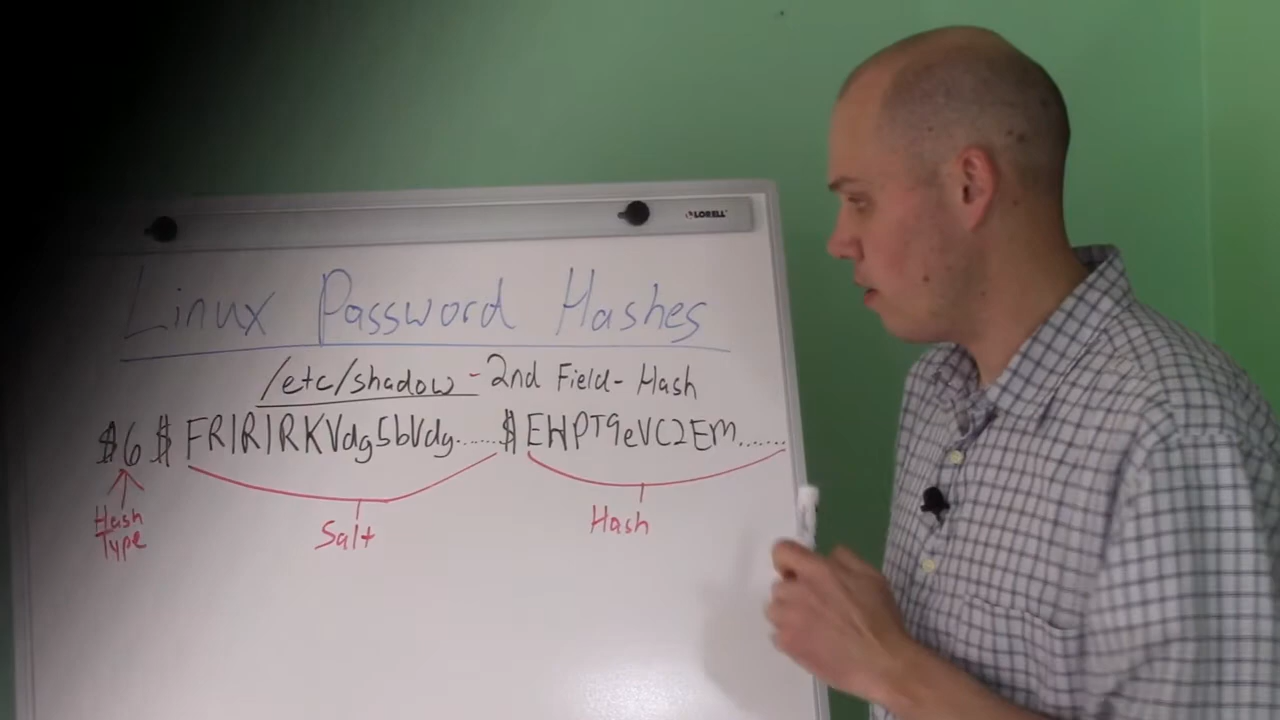 LORELL
Linux Password Hashes
/etc/shadow - 2nd Field - Hash
$6$ FRIRIRKVdg5bVdg.......$ EHPT9eVC2EM.......
Hash Type
Salt
Hash